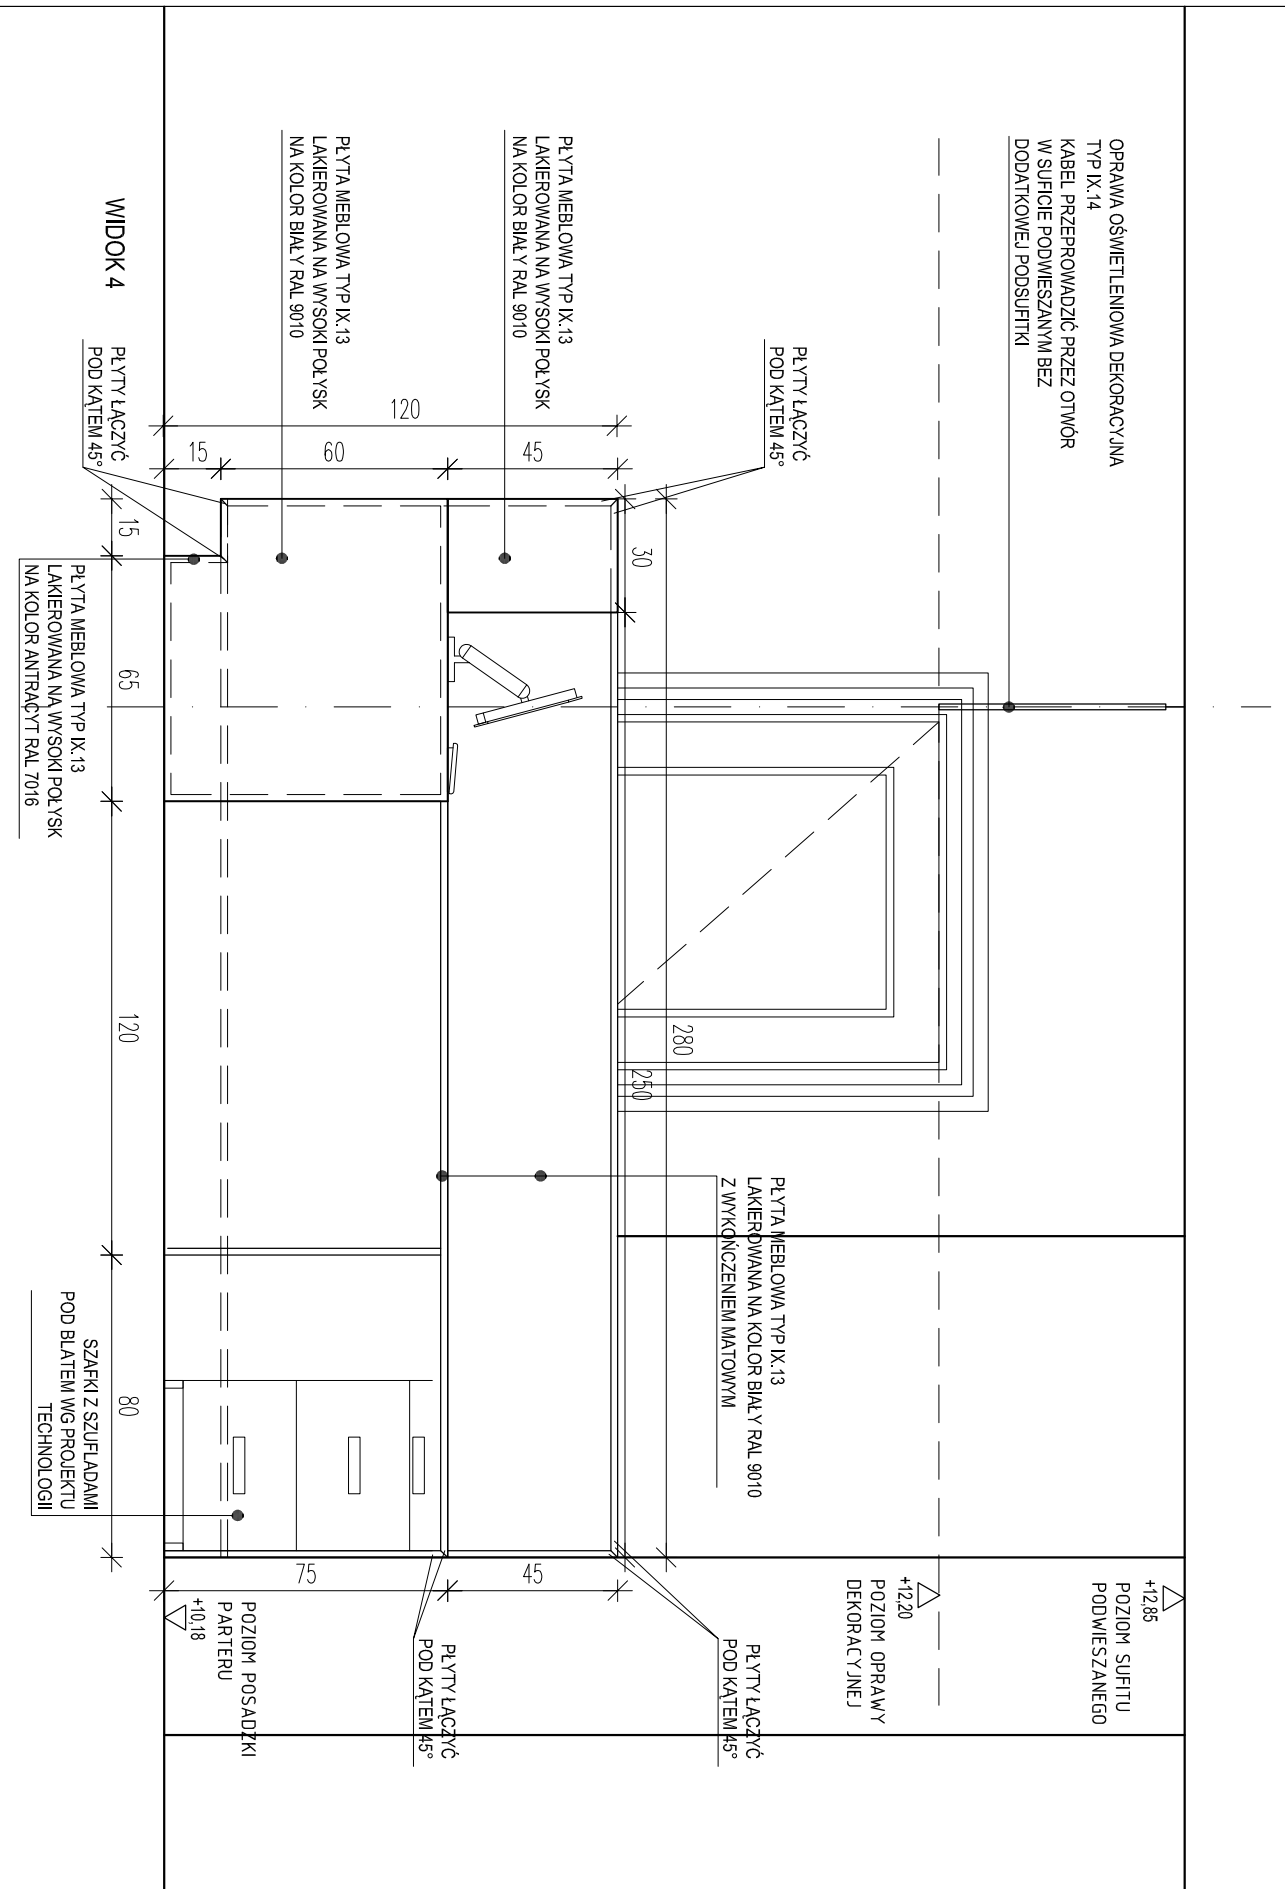 OPRAWA OŚWIETLENIOWA DEKORACYJNA
TYP IX.14
KABEL PRZEPROWADZIĆ PRZEZ OTWÓR
W SUFICIE PODWIESZANYM BEZ
DODATKOWEJ PODSUFITKI
+12,85
POZIOM SUFITU
PODWIESZANEGO
+12,20
POZIOM OPRAWY
DEKORACYJNEJ
PŁYTY ŁĄCZYĆ
POD KĄTEM 45°
PŁYTA MEBLOWA TYP IX.13
LAKIEROWANA NA KOLOR BIAŁY RAL 9010
Z WYKOŃCZENIEM MATOWYM
PŁYTY ŁĄCZYĆ
POD KĄTEM 45°
280
30
250
PŁYTA MEBLOWA TYP IX.13
LAKIEROWANA NA WYSOKI POŁYSK
NA KOLOR BIAŁY RAL 9010
45
45
120
PŁYTA MEBLOWA TYP IX.13
LAKIEROWANA NA WYSOKI POŁYSK
NA KOLOR BIAŁY RAL 9010
60
75
15
PŁYTY ŁĄCZYĆ
POD KĄTEM 45°
POZIOM POSADZKI
PARTERU
+10,18
15
65
120
80
WIDOK 4
PŁYTY ŁĄCZYĆ
POD KĄTEM 45°
PŁYTA MEBLOWA TYP IX.13
LAKIEROWANA NA WYSOKI POŁYSK
NA KOLOR ANTRACYT RAL 7016
SZAFKI Z SZUFLADAMI
POD BLATEM WG PROJEKTU
TECHNOLOGII